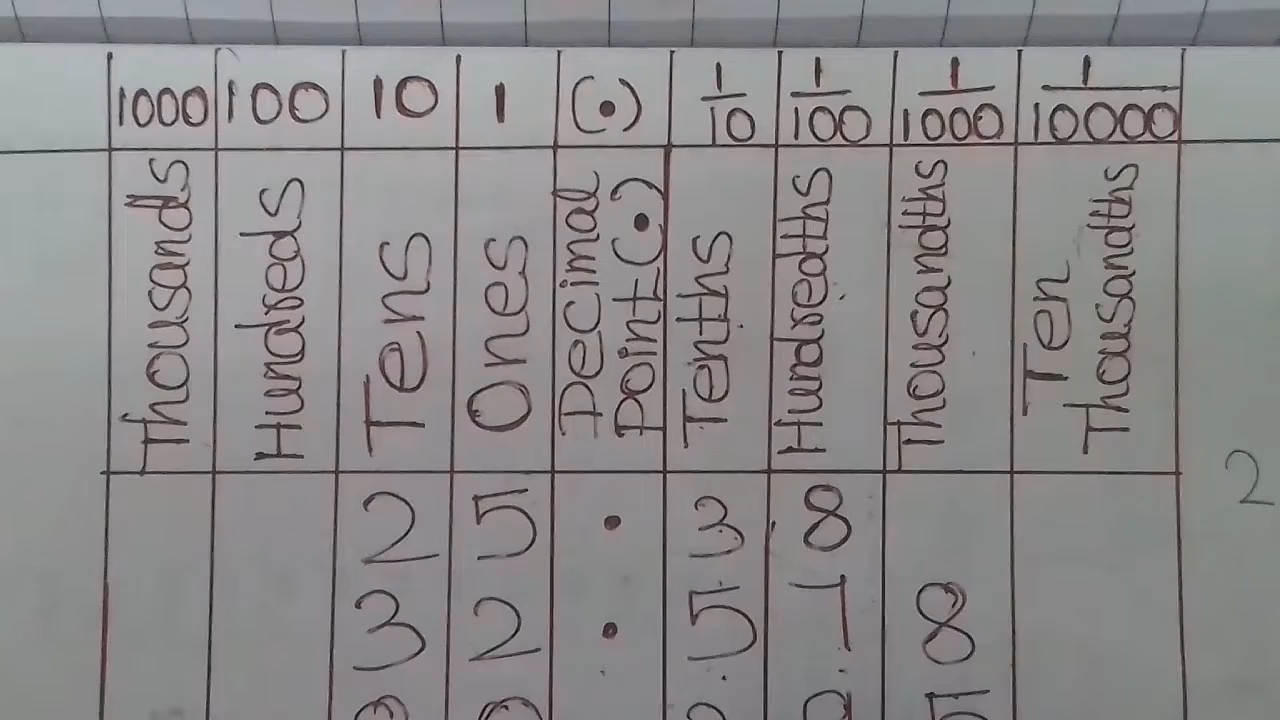 1000 100 10 1 (.) 1/10 1/100 1/1000 1/10000
Thousands
Hundreds
Tens
Ones
Decimal
Point (.)
Tenths
Hundredths
Thousandths
Ten
Thousandths
2 5 . 3 8
3 2 . 5 1 8
2